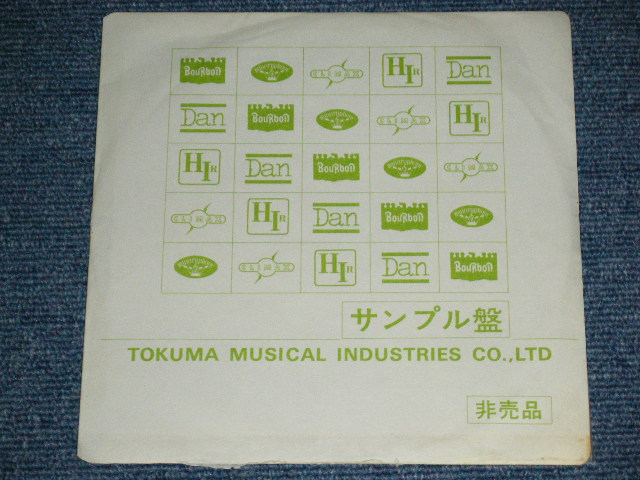 BOURBON HIR Dan
Dan BOURBON HIR
HIR Dan BOURBON
HIR Dan BOURBON
HIR Dan BOURBON
サンプル盤
TOKUMA MUSICAL INDUSTRIES CO.,LTD
非売品